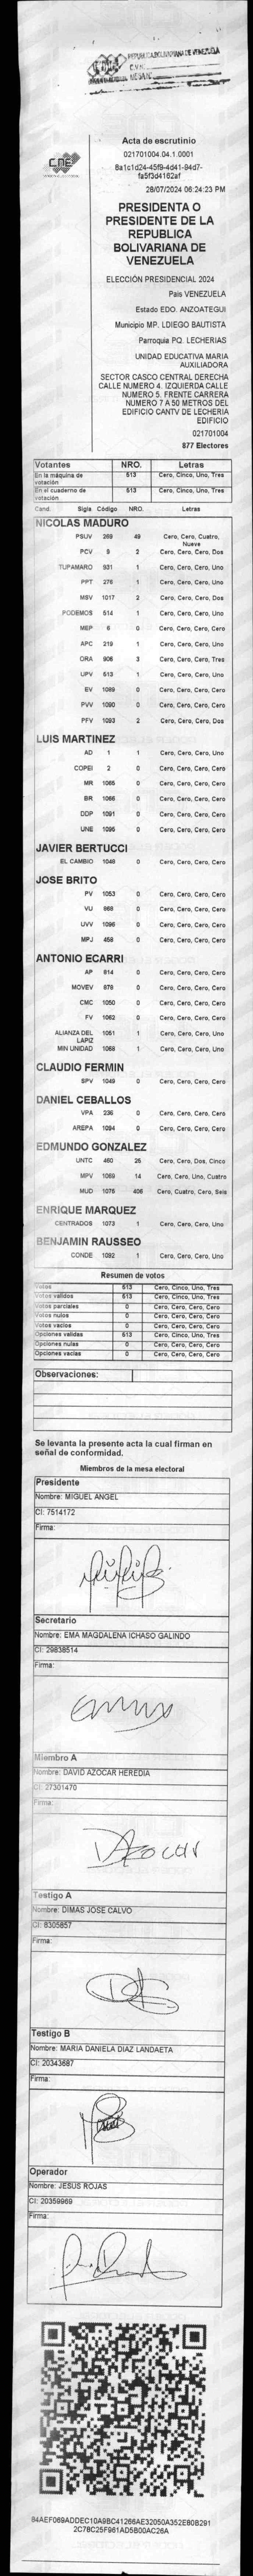 REPUBLICA BOLIVARIANA DE VENEZUELA
CNE
Acta de escrutinio
021701004.04.1.0001
8a1c1d24-45f9-4d41-94d7-
fa5f3d4162af
28/07/2024 06:24:23 PM
PRESIDENTA O
PRESIDENTE DE LA
REPUBLICA
BOLIVARIANA DE
VENEZUELA
ELECCIÓN PRESIDENCIAL 2024
País VENEZUELA
Estado EDO. ANZOATEGUI
Municipio MP. LDIEGO BAUTISTA
Parroquia PQ. LECHERIAS
UNIDAD EDUCATIVA MARIA
AUXILIADORA
SECTOR CASCO CENTRAL DERECHA
CALLE NUMERO 4. IZQUIERDA CALLE
NUMERO 5. FRENTE CARRERA
NUMERO 7 A 50 METROS DEL
EDIFICIO CANTV DE LECHERIA
EDIFICIO
021701004
877 Electores
Votantes NRO. Letras
En la máquina de votación 513 Cero, Cinco, Uno, Tres
En el cuaderno de votación 513 Cero, Cinco, Uno, Tres
Cand. Sigla Código NRO. Letras
NICOLAS MADURO
PSUV 269 49 Cero, Cero, Cuatro, Nueve
PCV 9 2 Cero, Cero, Cero, Dos
TUPAMARO 931 1 Cero, Cero, Cero, Uno
PPT 276 1 Cero, Cero, Cero, Uno
MSV 1017 2 Cero, Cero, Cero, Dos
PODEMOS 514 1 Cero, Cero, Cero, Uno
MEP 6 0 Cero, Cero, Cero, Cero
APC 219 1 Cero, Cero, Cero, Uno
ORA 906 3 Cero, Cero, Cero, Tres
UPV 513 1 Cero, Cero, Cero, Uno
EV 1089 0 Cero, Cero, Cero, Cero
PVV 1090 0 Cero, Cero, Cero, Cero
PFV 1093 2 Cero, Cero, Cero, Dos
LUIS MARTINEZ
AD 1 1 Cero, Cero, Cero, Uno
COPEI 2 0 Cero, Cero, Cero, Cero
MR 1065 0 Cero, Cero, Cero, Cero
BR 1066 0 Cero, Cero, Cero, Cero
DDP 1091 0 Cero, Cero, Cero, Cero
UNE 1095 0 Cero, Cero, Cero, Cero
JAVIER BERTUCCI
EL CAMBIO 1048 0 Cero, Cero, Cero, Cero
JOSE BRITO
PV 1053 0 Cero, Cero, Cero, Cero
VU 968 0 Cero, Cero, Cero, Cero
UVV 1096 0 Cero, Cero, Cero, Cero
MPJ 458 0 Cero, Cero, Cero, Cero
ANTONIO ECARRI
AP 914 0 Cero, Cero, Cero, Cero
MOVEV 978 0 Cero, Cero, Cero, Cero
CMC 1050 0 Cero, Cero, Cero, Cero
FV 1062 0 Cero, Cero, Cero, Cero
ALIANZA DEL LAPIZ 1051 1 Cero, Cero, Cero, Uno
MIN UNIDAD 1068 1 Cero, Cero, Cero, Uno
CLAUDIO FERMIN
SPV 1049 0 Cero, Cero, Cero, Cero
DANIEL CEBALLOS
VPA 236 0 Cero, Cero, Cero, Cero
AREPA 1094 0 Cero, Cero, Cero, Cero
EDMUNDO GONZALEZ
UNTC 460 25 Cero, Cero, Dos, Cinco
MPV 1069 14 Cero, Cero, Uno, Cuatro
MUD 1075 406 Cero, Cuatro, Cero, Seis
ENRIQUE MARQUEZ
CENTRADOS 1073 1 Cero, Cero, Cero, Uno
BENJAMIN RAUSSEO
CONDE 1092 1 Cero, Cero, Cero, Uno
Resumen de votos
Votos 513 Cero, Cinco, Uno, Tres
Votos validos 513 Cero, Cinco, Uno, Tres
Votos parciales 0 Cero, Cero, Cero, Cero
Votos nulos 0 Cero, Cero, Cero, Cero
Votos vacios 0 Cero, Cero, Cero, Cero
Opciones validas 513 Cero, Cinco, Uno, Tres
Opciones nulas 0 Cero, Cero, Cero, Cero
Opciones vacias 0 Cero, Cero, Cero, Cero
Observaciones:
Se levanta la presente acta la cual firman en
señal de conformidad.
Miembros de la mesa electoral
Presidente
Nombre: MIGUEL ANGEL
CI: 7514172
Firma:
Secretario
Nombre: EMA MAGDALENA ICHASO GALINDO
CI: 29838514
Firma:
Miembro A
Nombre: DAVID AZOCAR HEREDIA
CI: 27301470
Firma:
DAzocar
Testigo A
Nombre: DIMAS JOSE CALVO
CI: 8305857
Firma:
Testigo B
Nombre: MARIA DANIELA DIAZ LANDAETA
CI: 20343687
Firma:
Operador
Nombre: JESUS ROJAS
CI: 20359969
Firma:
84AEF069ADDEC10A9BC41266AE32050A352E80B291
2C78C25F961AD5B00AC26A